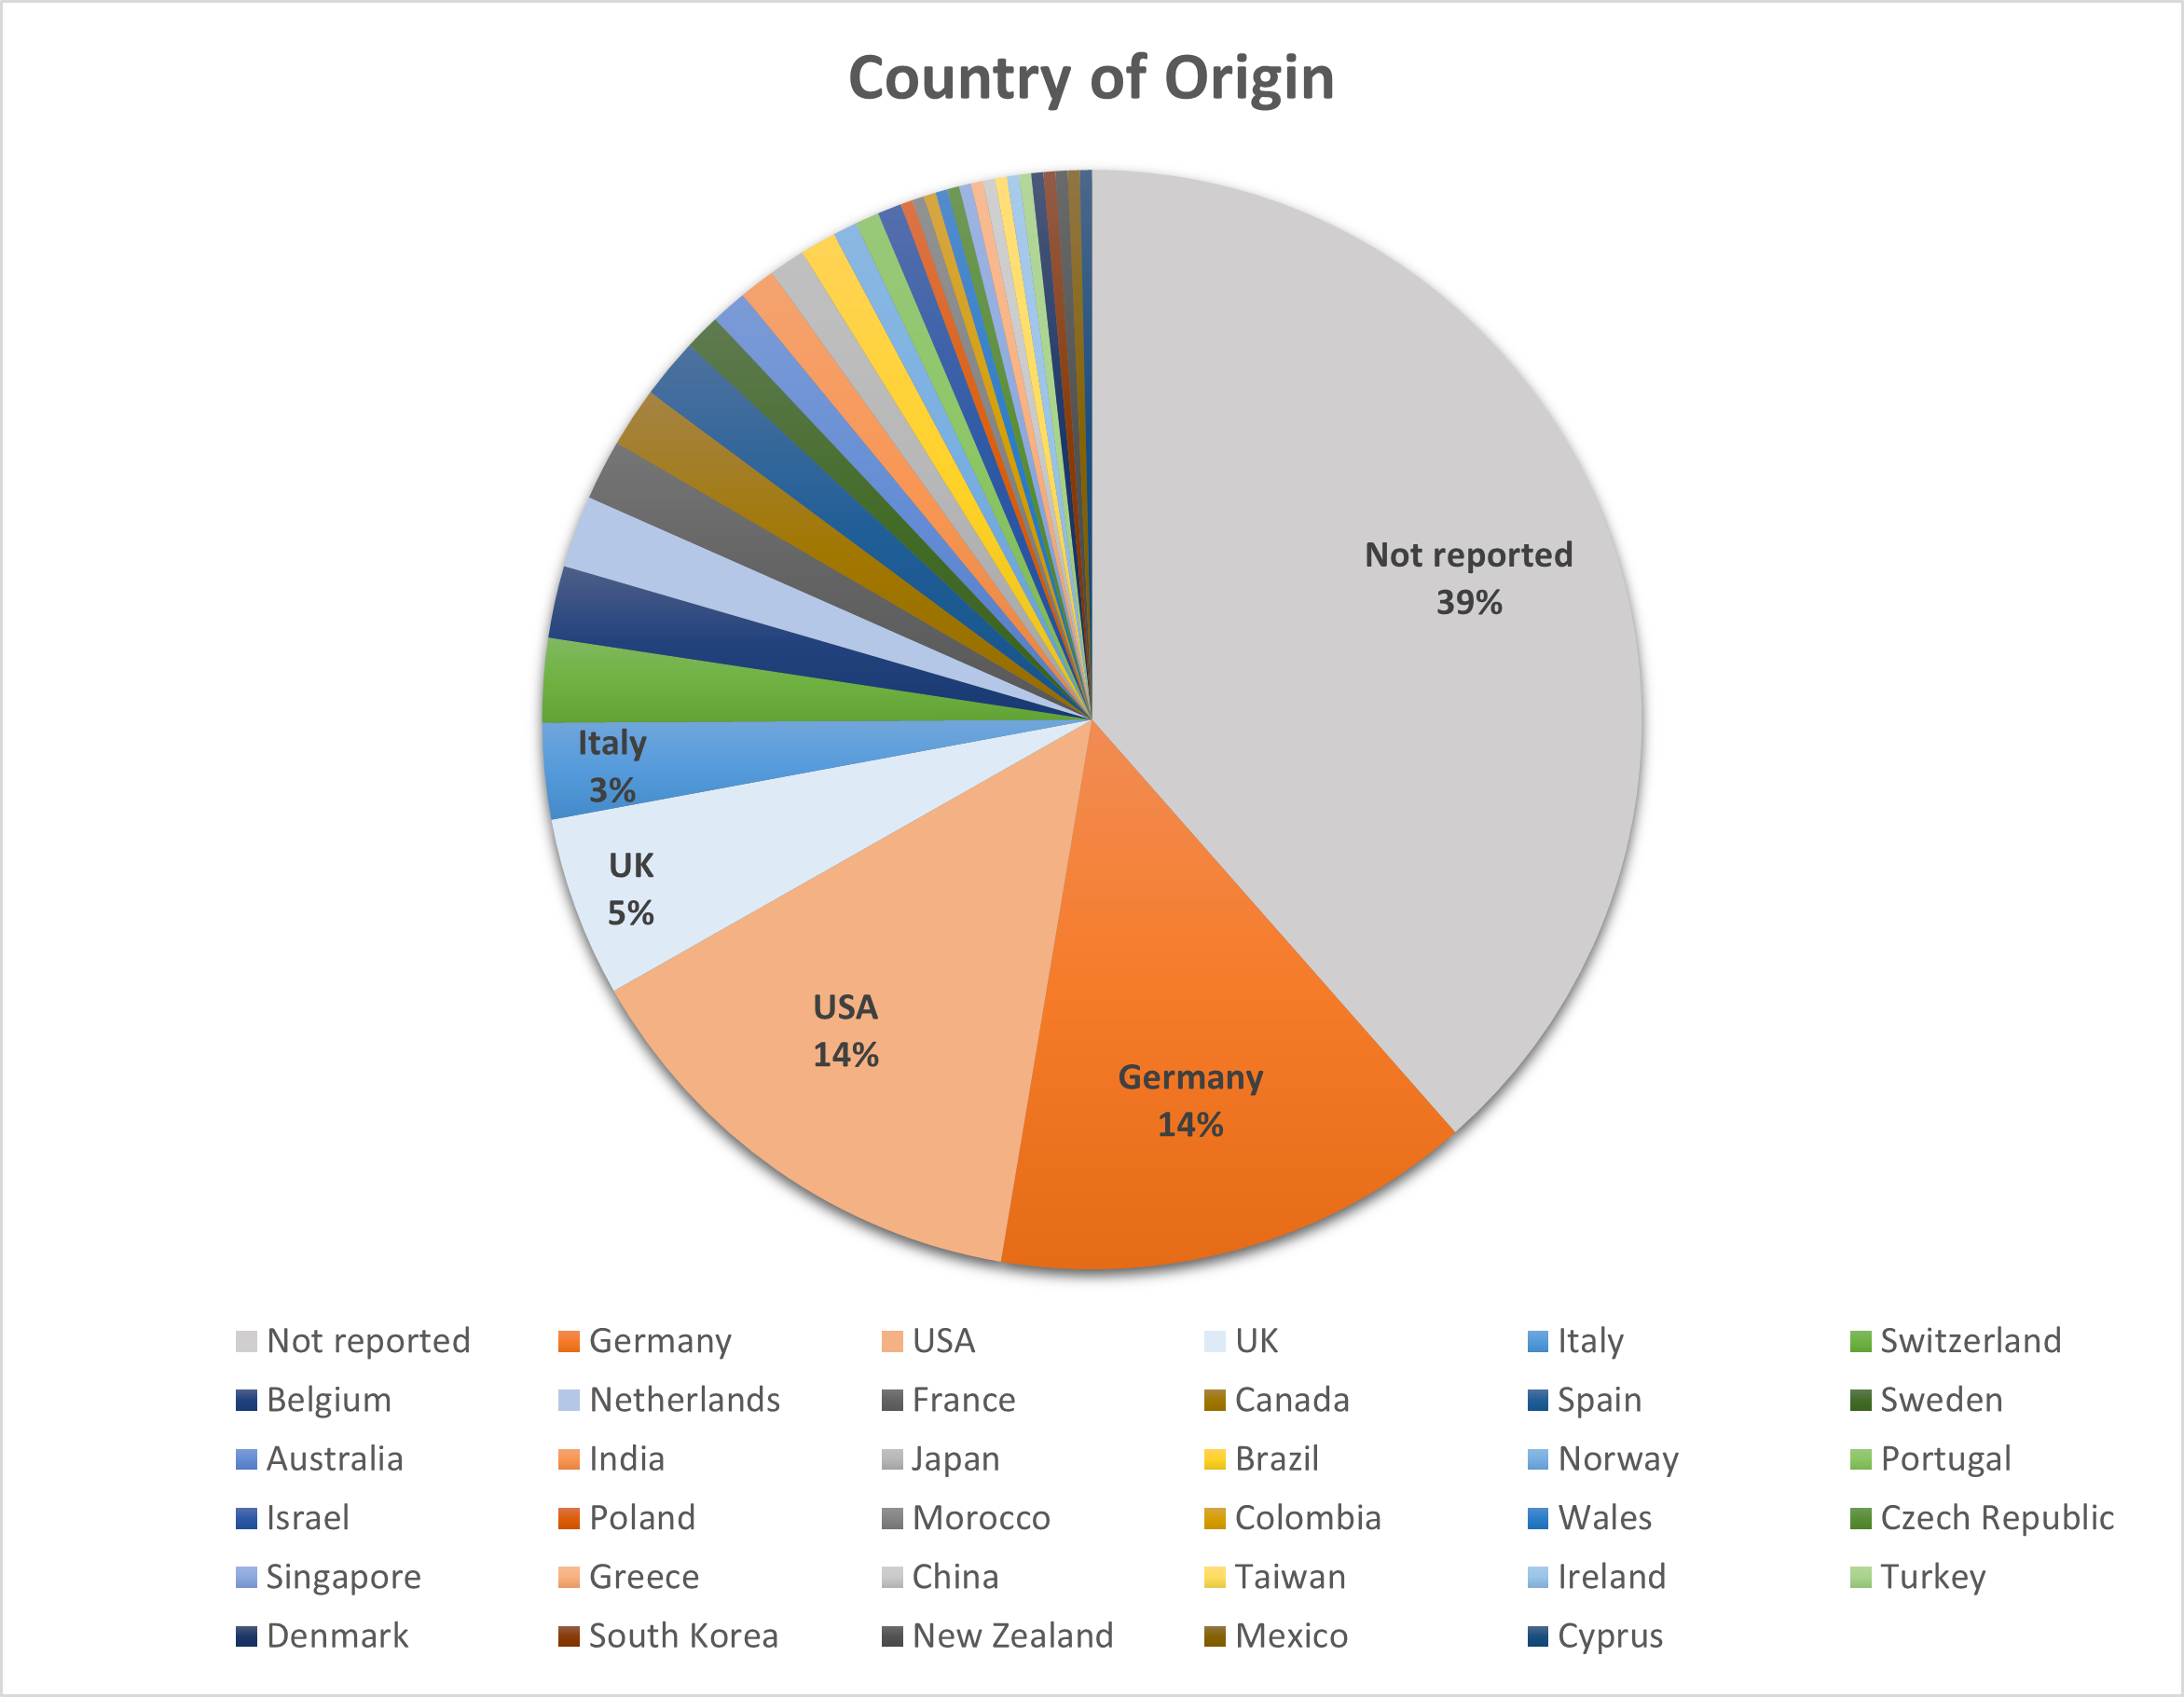 Country of Origin
Not reported
39%
Italy
3%
UK
5%
USA
14%
Germany
14%
Not reported Germany USA UK Italy Switzerland
Belgium Netherlands France Canada Spain Sweden
Australia India Japan Brazil Norway Portugal
Israel Poland Morocco Colombia Wales Czech Republic
Singapore Greece China Taiwan Ireland Turkey
Denmark South Korea New Zealand Mexico Cyprus